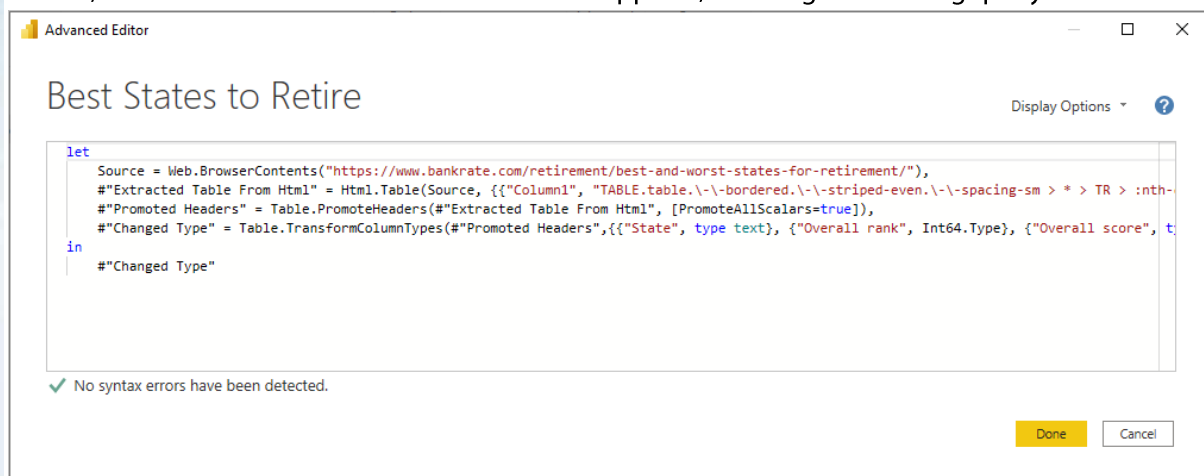 Advanced Editor
Best States to Retire
Display Options
?
let
Source = Web.BrowserContents("https://www.bankrate.com/retirement/best-and-worst-states-for-retirement/"),
#"Extracted Table From Html" = Html.Table(Source, {{"Column1", "TABLE.table.\-\-bordered.\-\-striped-even.\-\-spacing-sm > * > TR > :nth-
#"Promoted Headers" = Table.PromoteHeaders(#"Extracted Table From Html", [PromoteAllScalars=true]),
#"Changed Type" = Table.TransformColumnTypes(#"Promoted Headers",{{"State", type text}, {"Overall rank", Int64.Type}, {"Overall score",
in
#"Changed Type"
No syntax errors have been detected.
Done Cancel